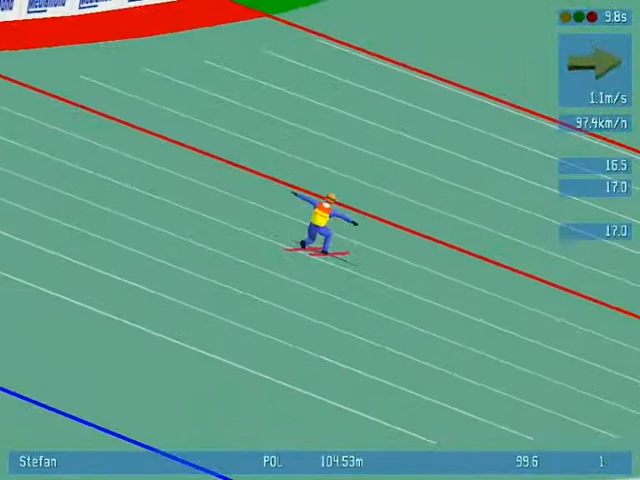 Mediamond
9.8s
1.1m/s
97.4km/h
16.5
17.0
17.0
Stefan POL 104.53m 99.6 1